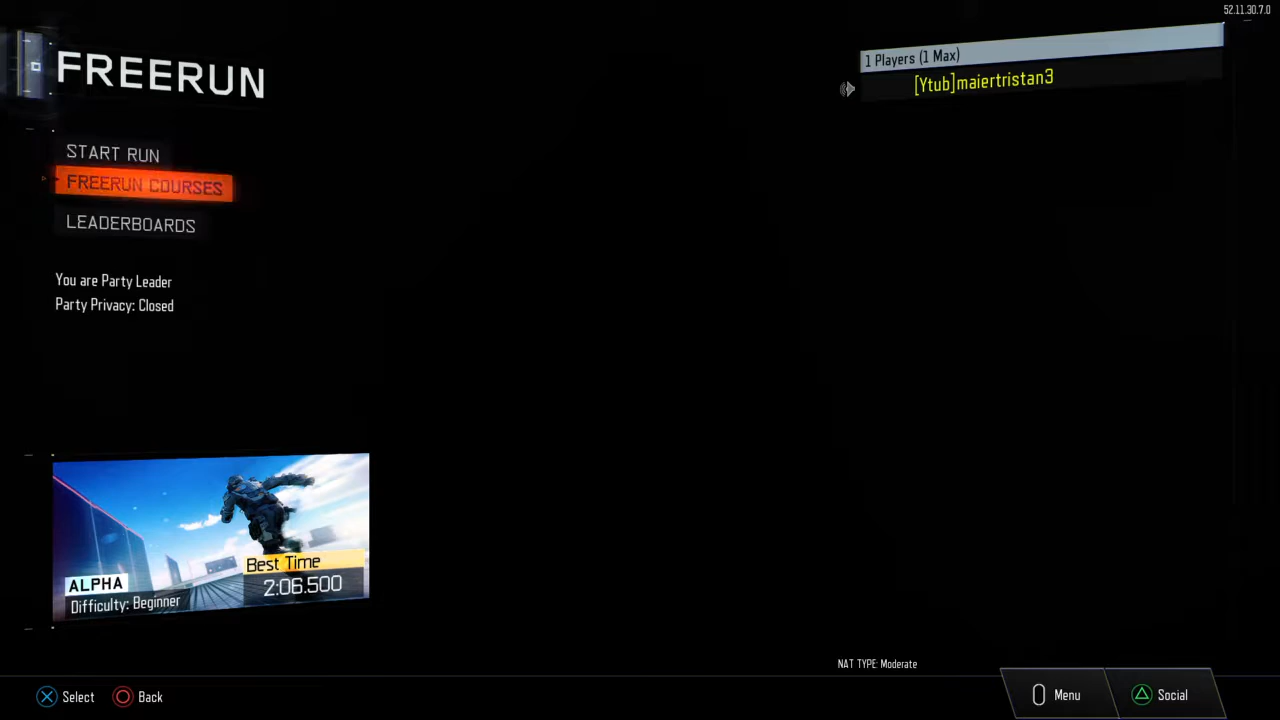 52.11.30.7.0
FREERUN
1 Players (1 Max)
[Ytub]maiertristan3
START RUN
FREERUN COURSES
LEADERBOARDS
You are Party Leader
Party Privacy: Closed
Best Time
2:06.500
ALPHA
Difficulty: Beginner
NAT TYPE: Moderate
Select
Back
Menu
Social